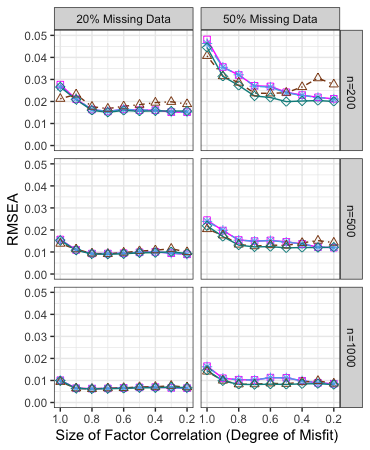 20% Missing Data 50% Missing Data
0.05
0.04
0.03
0.02
0.01
0.00
n=200
0.05
0.04
0.03
0.02
0.01
0.00
n=500
0.05
0.04
0.03
0.02
0.01
0.00
n=1000
RMSEA
1.0 0.8 0.6 0.4 0.2 1.0 0.8 0.6 0.4 0.2
Size of Factor Correlation (Degree of Misfit)